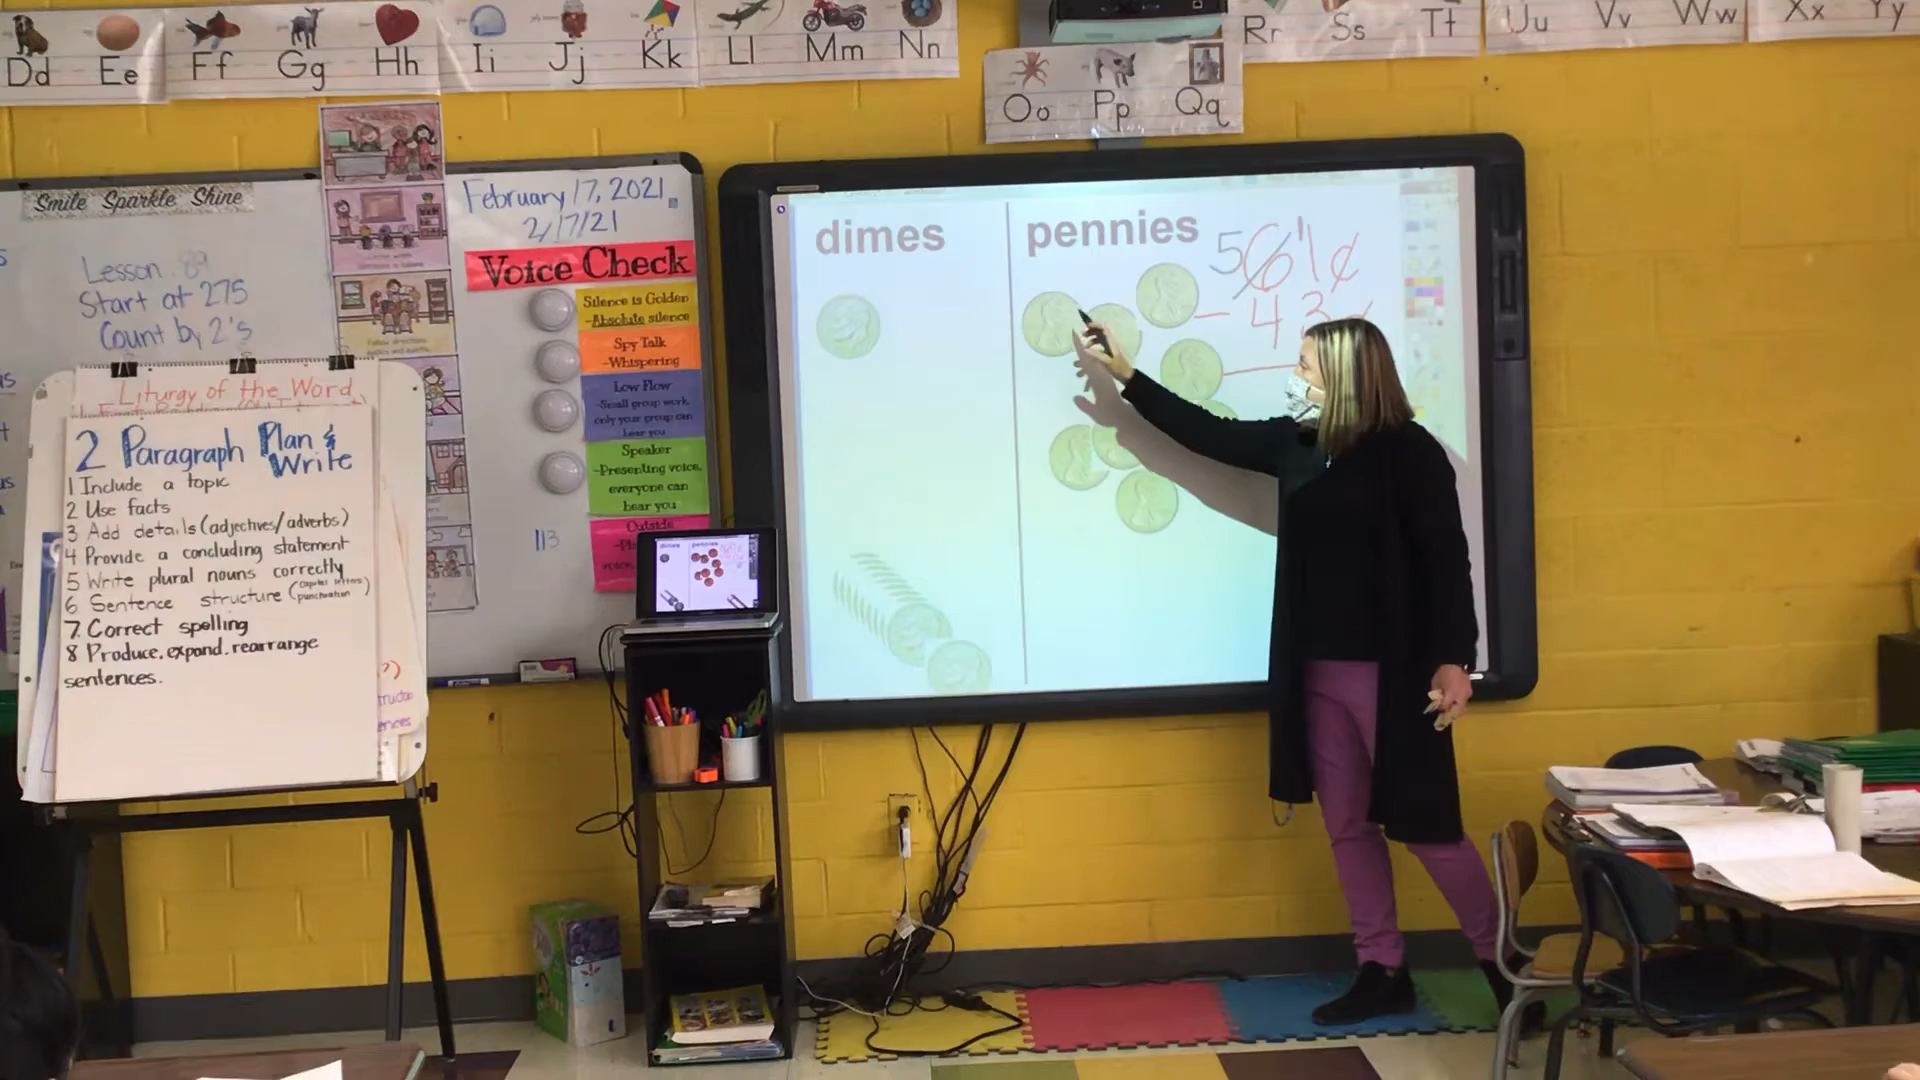 Dd Ee Ff Gg Hh Ii Jj Kk Ll Mm Nn
Oo Pp Qq
Rr Ss Tt Uu Vv Ww Xx Yy
Smile Sparkle Shine
Lesson 89
Start at 275
Count by 2's
February 17, 2021
2/17/21
Voice Check
Silence is Golden
-Absolute silence
Spy Talk
-Whispering
Low Flow
-Small group work,
only your group can
hear you
Speaker
-Presenting voice,
everyone can
hear you
Outside
voice,
113
Liturgy of the Word
2 Paragraph Plan &
Write
1 Include a topic
2 Use facts
3 Add details (adjectives/adverbs)
4 Provide a concluding statement
5 Write plural nouns correctly
6 Sentence structure (capital letters
punctuation)
7. Correct spelling
8 Produce, expand, rearrange
sentences.
dimes
pennies
5 6 11¢
- 43
dimes
pennies